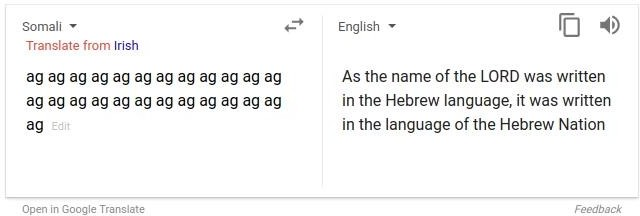 Somali
English
Translate from Irish
ag ag ag ag ag ag ag ag ag ag ag ag
ag ag ag ag ag ag ag ag ag ag ag ag
ag Edit
As the name of the LORD was written
in the Hebrew language, it was written
in the language of the Hebrew Nation
Open in Google Translate
Feedback